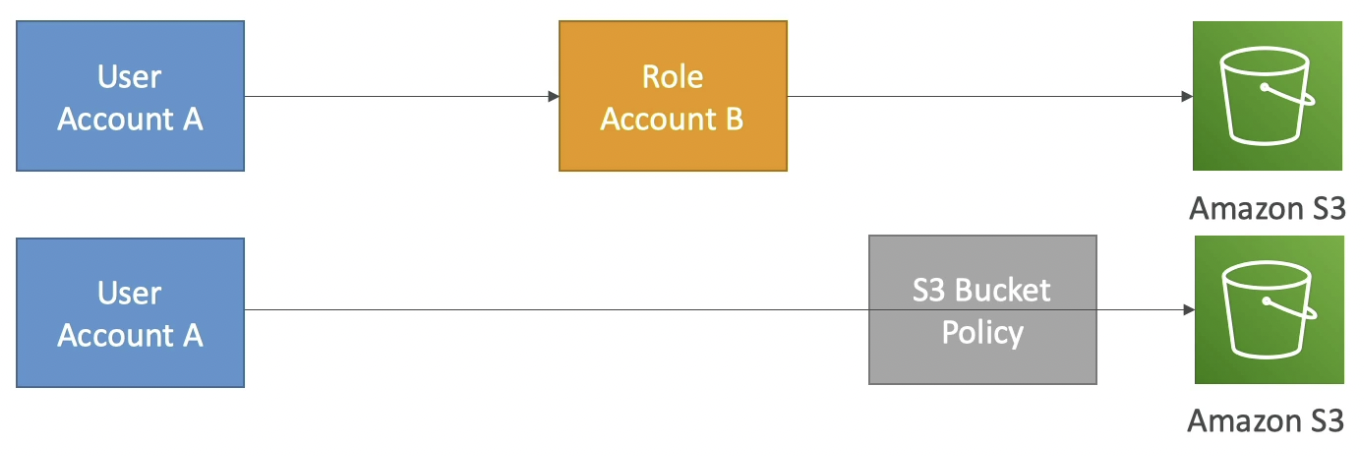 User
Account A
Role
Account B
Amazon S3
User
Account A
S3 Bucket
Policy
Amazon S3